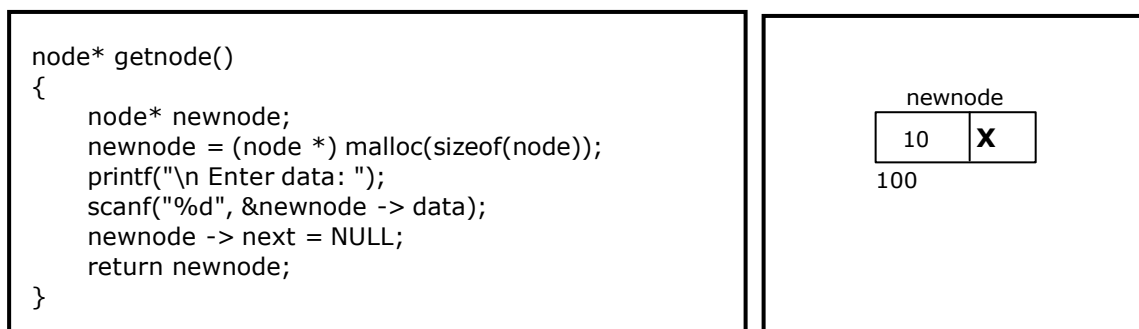 node* getnode()
{
node* newnode;
newnode = (node *) malloc(sizeof(node));
printf("\n Enter data: ");
scanf("%d", &newnode -> data);
newnode -> next = NULL;
return newnode;
}
newnode
10 X
100